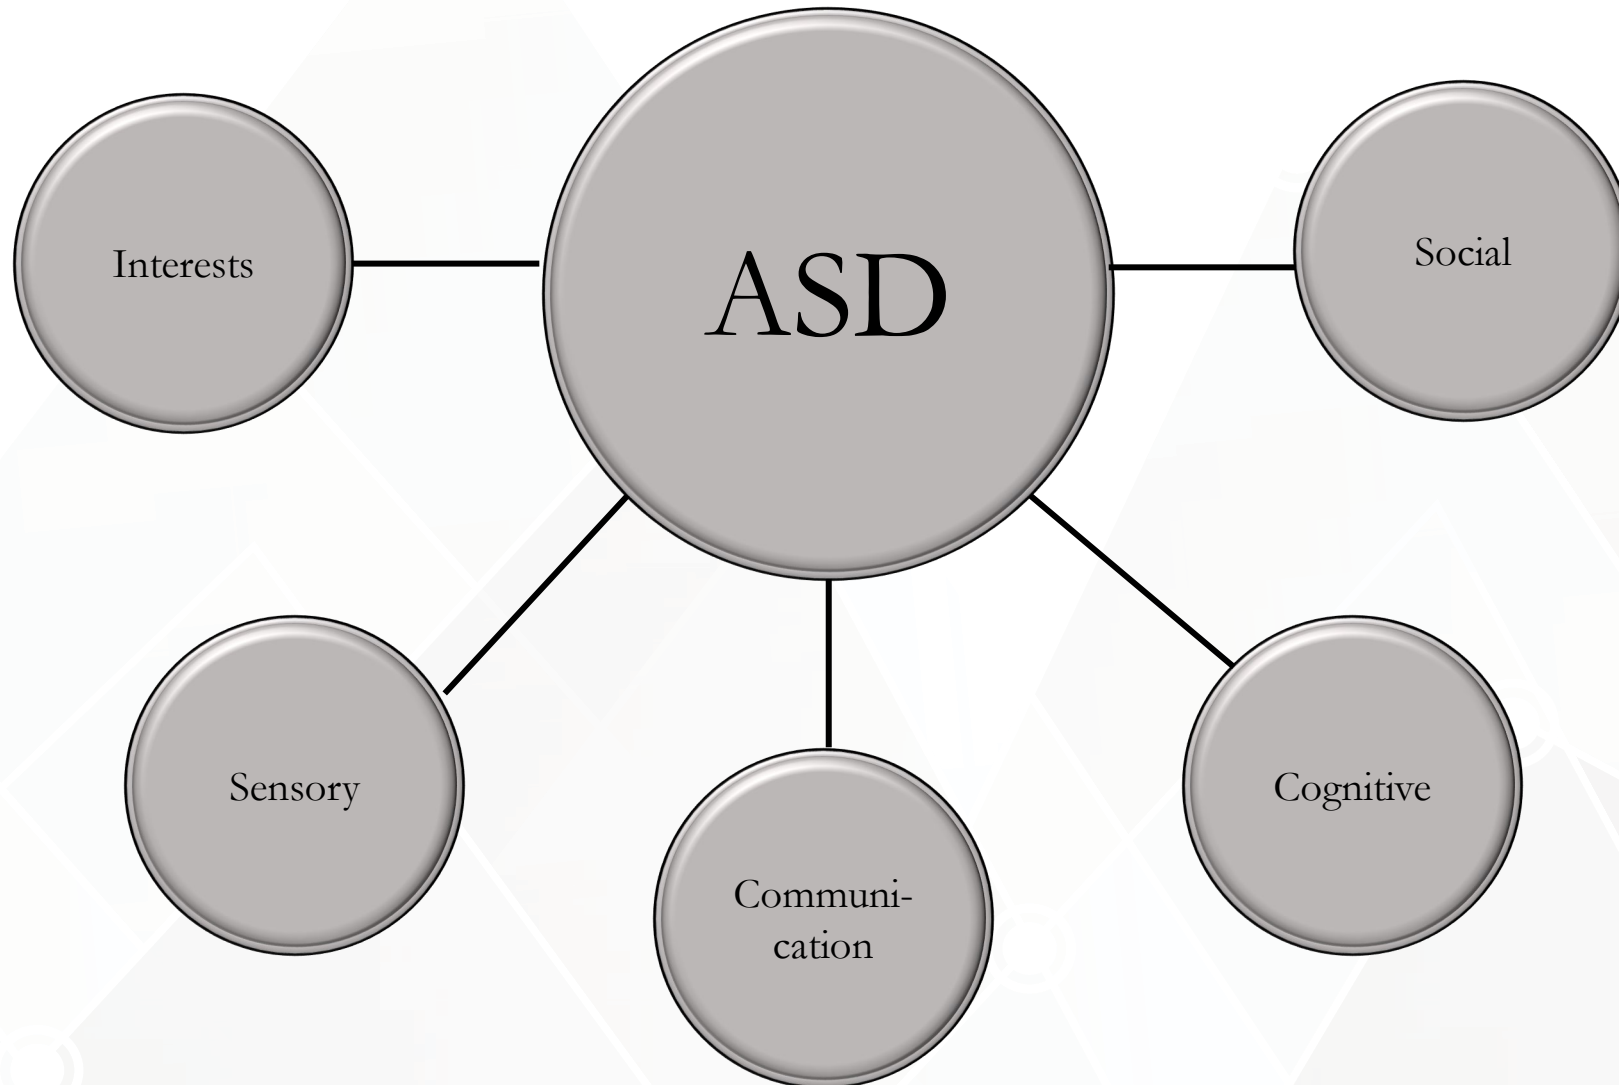 ASD
Interests
Social
Sensory
Cognitive
Communi-
cation